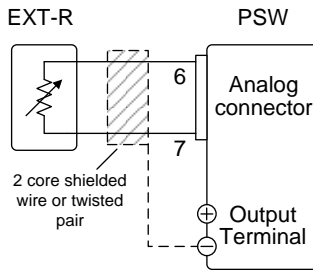 EXT-R
PSW
6
Analog
connector
7
2 core shielded
wire or twisted
pair
+
Output
Terminal
-